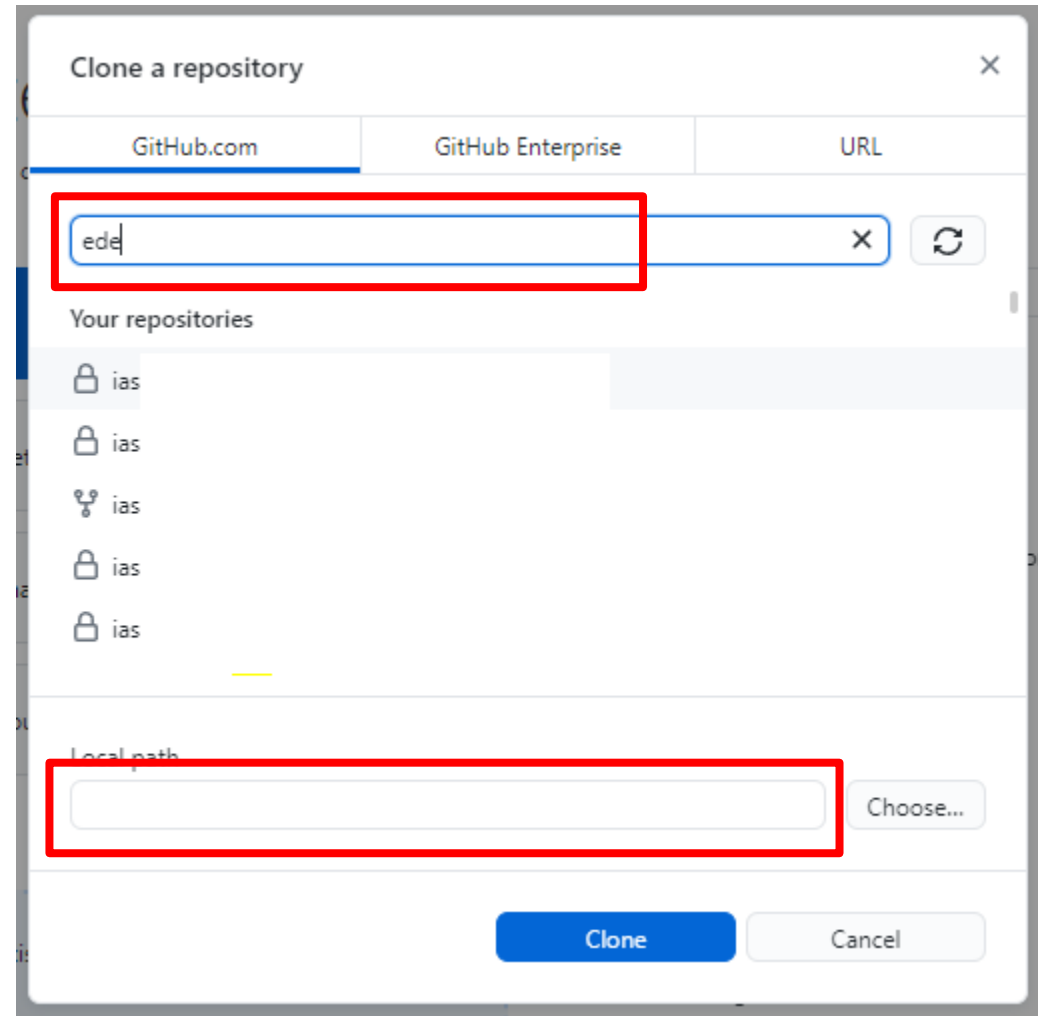 Clone a repository
GitHub.com GitHub Enterprise URL
ede
Your repositories
ias
ias
ias
ias
ias
Local path
Choose...
Clone Cancel